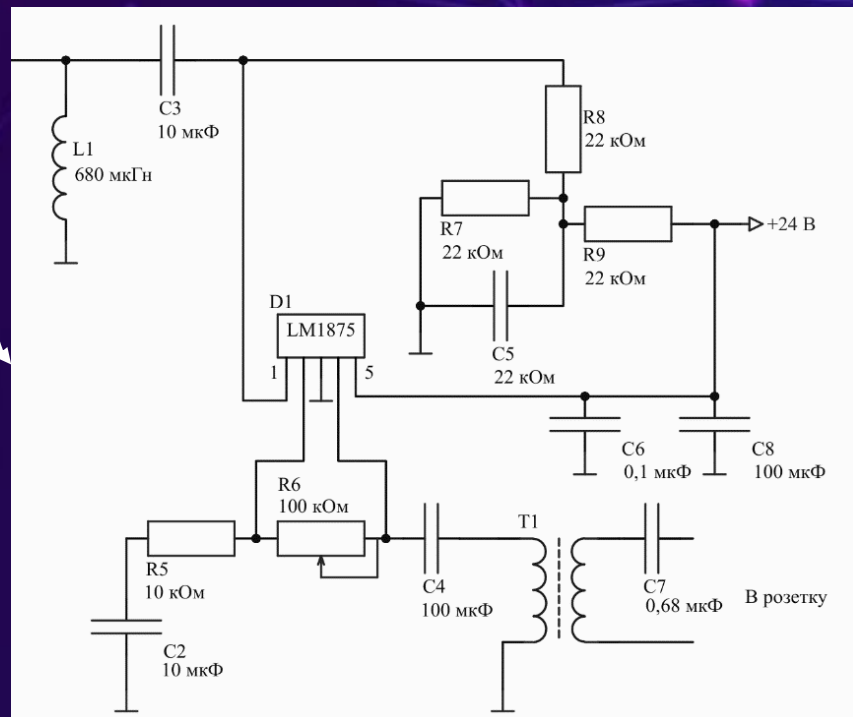 C3
10 мкФ
L1
680 мкГн
R8
22 кОм
R7
22 кОм
R9
22 кОм
+24 В
D1
LM1875
1
5
C5
22 кОм
C6
0,1 мкФ
C8
100 мкФ
R6
100 кОм
R5
10 кОм
C2
10 мкФ
C4
100 мкФ
T1
C7
0,68 мкФ
В розетку